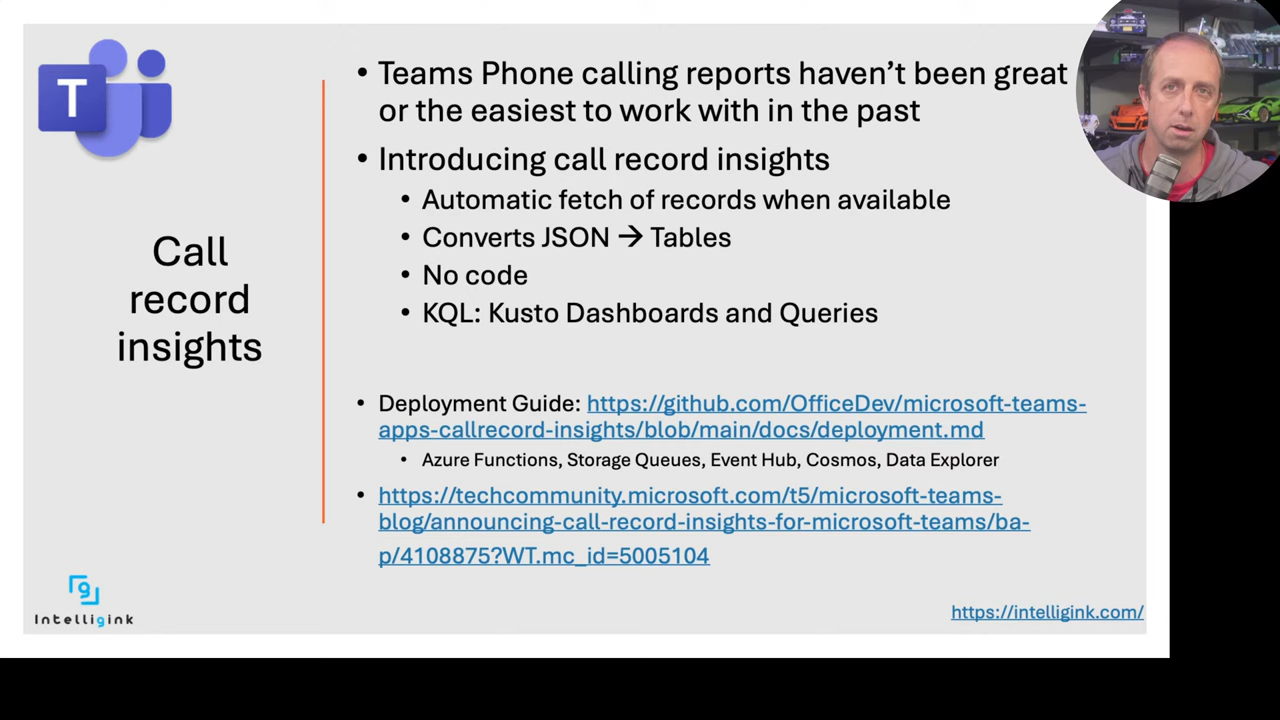 T
Call
record
insights
• Teams Phone calling reports haven’t been great
or the easiest to work with in the past
• Introducing call record insights
• Automatic fetch of records when available
• Converts JSON → Tables
• No code
• KQL: Kusto Dashboards and Queries
• Deployment Guide: https://github.com/OfficeDev/microsoft-teams-
apps-callrecord-insights/blob/main/docs/deployment.md
• Azure Functions, Storage Queues, Event Hub, Cosmos, Data Explorer
• https://techcommunity.microsoft.com/t5/microsoft-teams-
blog/announcing-call-record-insights-for-microsoft-teams/ba-
p/4108875?WT.mc_id=5005104
Intelligink
https://intelligink.com/